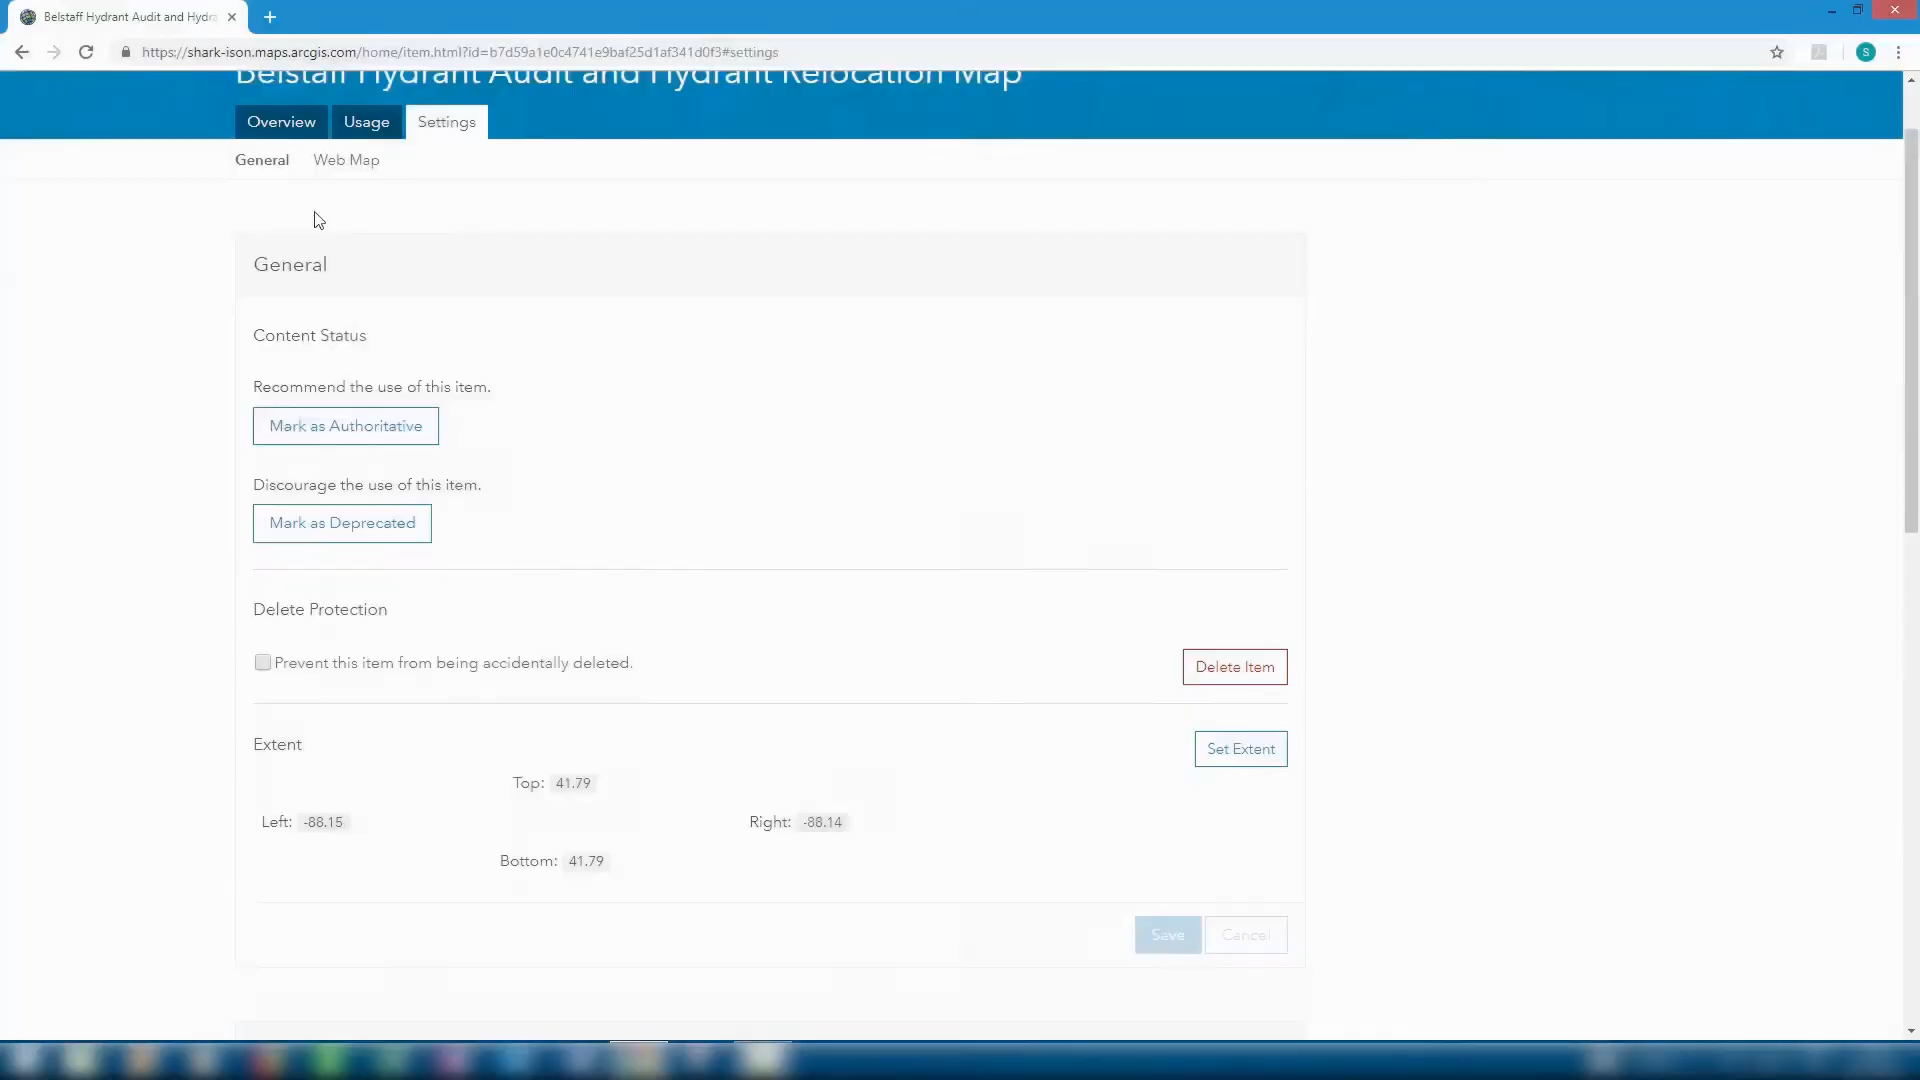 Belstaff Hydrant Audit and Hydra
https://shark-ison.maps.arcgis.com/home/item.html?id=b7d59a1e0c4741e9baf25d1af341d0f3#settings
S
Belstaff Hydrant Audit and Hydrant Relocation Map
Overview Usage Settings
General Web Map
General
Content Status
Recommend the use of this item.
Mark as Authoritative
Discourage the use of this item.
Mark as Deprecated
Delete Protection
Prevent this item from being accidentally deleted.
Delete Item
Extent
Set Extent
Top: 41.79
Left: -88.15 Right: -88.14
Bottom: 41.79
Save Cancel